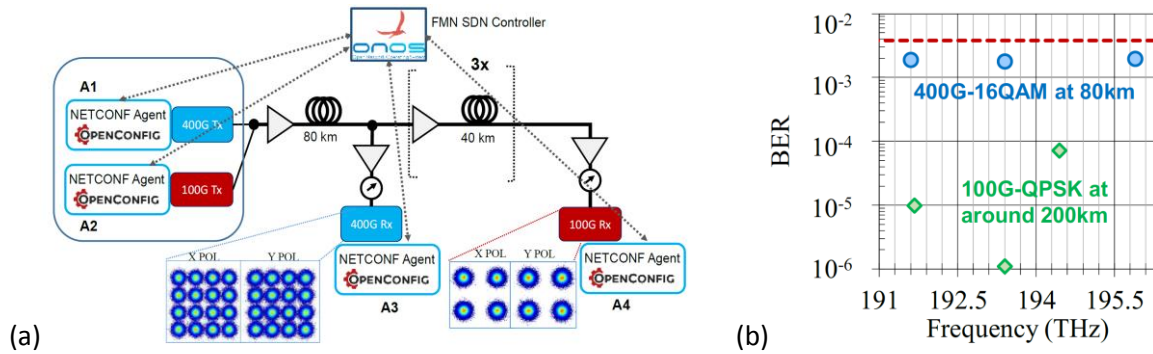 FMN SDN Controller
onos
3x
A1
NETCONF Agent
OPENCONFIG
400G Tx
80 km
40 km
NETCONF Agent
OPENCONFIG
100G Tx
A2
400G Rx
100G Rx
X POL
Y POL
NETCONF Agent
OPENCONFIG
A3
X POL
Y POL
NETCONF Agent
OPENCONFIG
A4
(a)
10-2
10-3
10-4
10-5
10-6
BER
400G-16QAM at 80km
100G-QPSK at
around 200km
191
192.5
194
195.5
Frequency (THz)
(b)